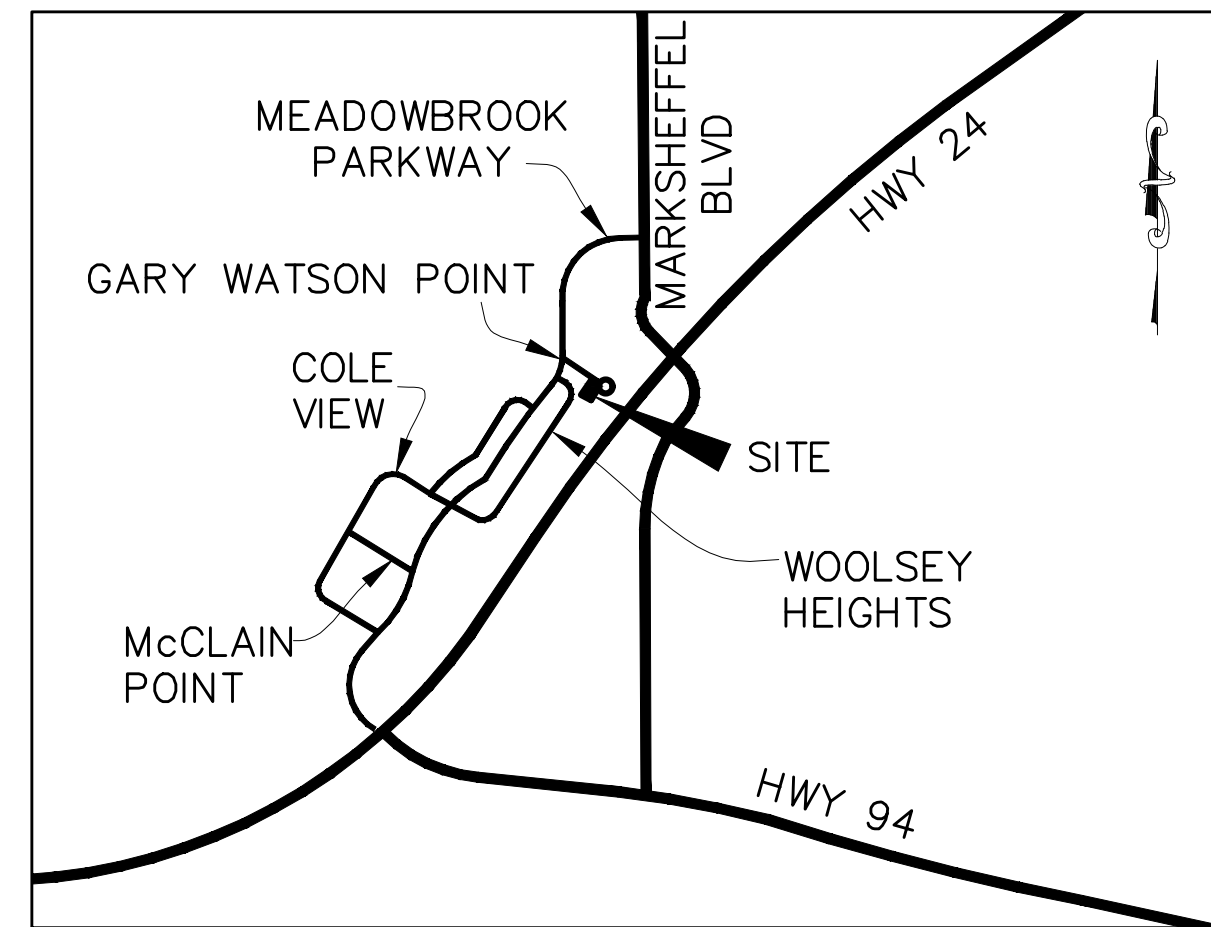 MEADOWBROOK
PARKWAY
MARKSHEFFEL
BLVD
HWY 24
GARY WATSON POINT
COLE
VIEW
SITE
WOOLSEY
HEIGHTS
McCLAIN
POINT
HWY 94